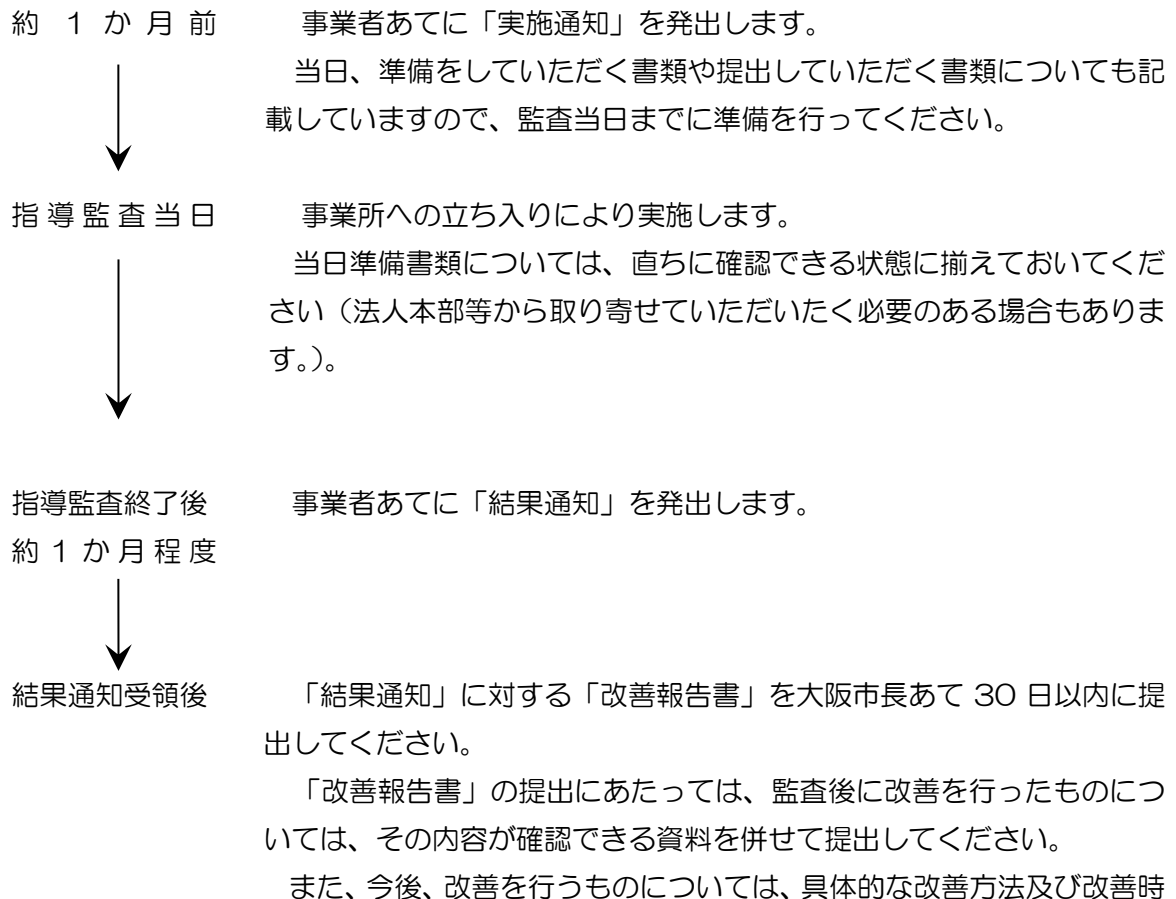 約１か月前　事業者あてに「実施通知」を発出します。
当日、準備をしていただく書類や提出していただく書類についても記
載していますので、監査当日までに準備を行ってください。
指導監査当日　事業所への立ち入りにより実施します。
当日準備書類については、直ちに確認できる状態に揃えておいてくだ
さい（法人本部等から取り寄せていただいたく必要のある場合もありま
す。）。
指導監査終了後　事業者あてに「結果通知」を発出します。
約１か月程度
結果通知受領後　「結果通知」に対する「改善報告書」を大阪市長あて 30 日以内に提
出してください。
「改善報告書」の提出にあたっては、監査後に改善を行ったものにつ
いては、その内容が確認できる資料を併せて提出してください。
また、今後、改善を行うものについては、具体的な改善方法及び改善時